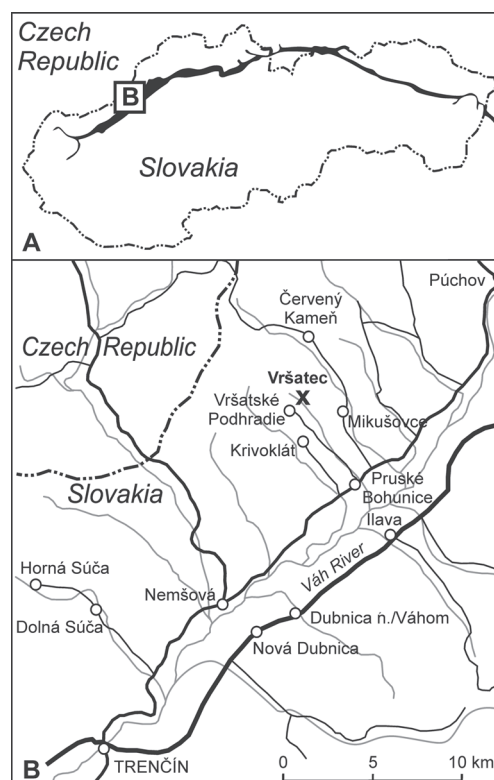 Czech
Republic
B
Slovakia
A
Púchov
Červený
Kameň
Czech Republic
Vršatec
Vršatské
Podhradie
Mikušovce
Krivoklát
Pruské
Bohunice
Slovakia
Ilava
Váh River
Horná Súča
Nemšová
Dolná Súča
Dubnica n./Váhom
Nová Dubnica
B
TRENČÍN
0 5 10 km